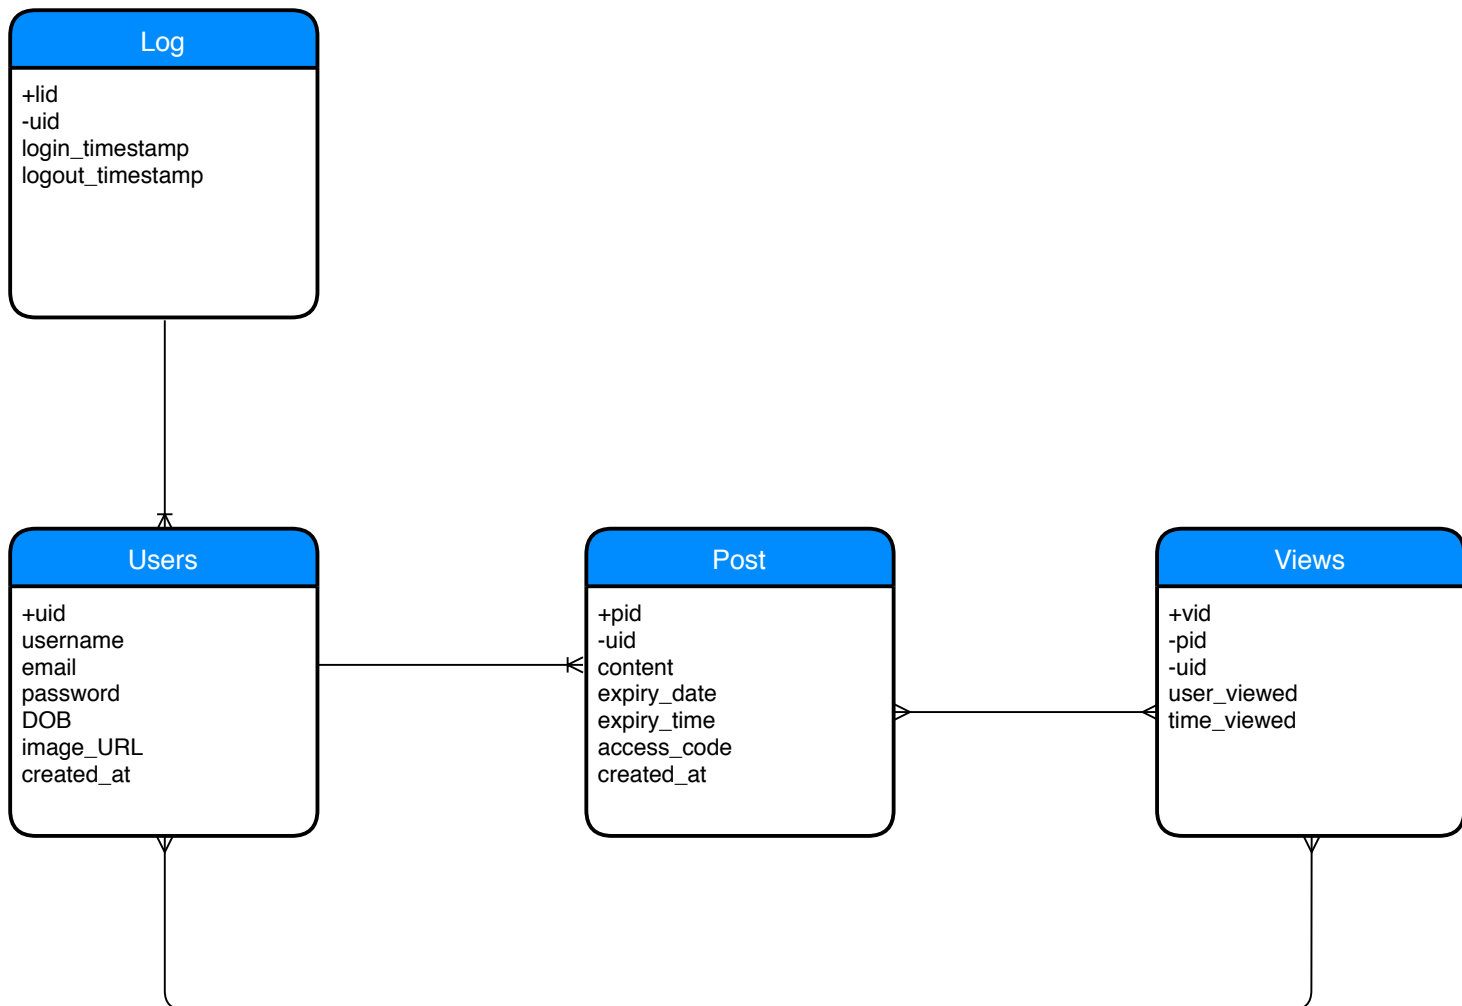 Log
+lid
-uid
login_timestamp
logout_timestamp
Users
+uid
username
email
password
DOB
image_URL
created_at
Post
+pid
-uid
content
expiry_date
expiry_time
access_code
created_at
Views
+vid
-pid
-uid
user_viewed
time_viewed